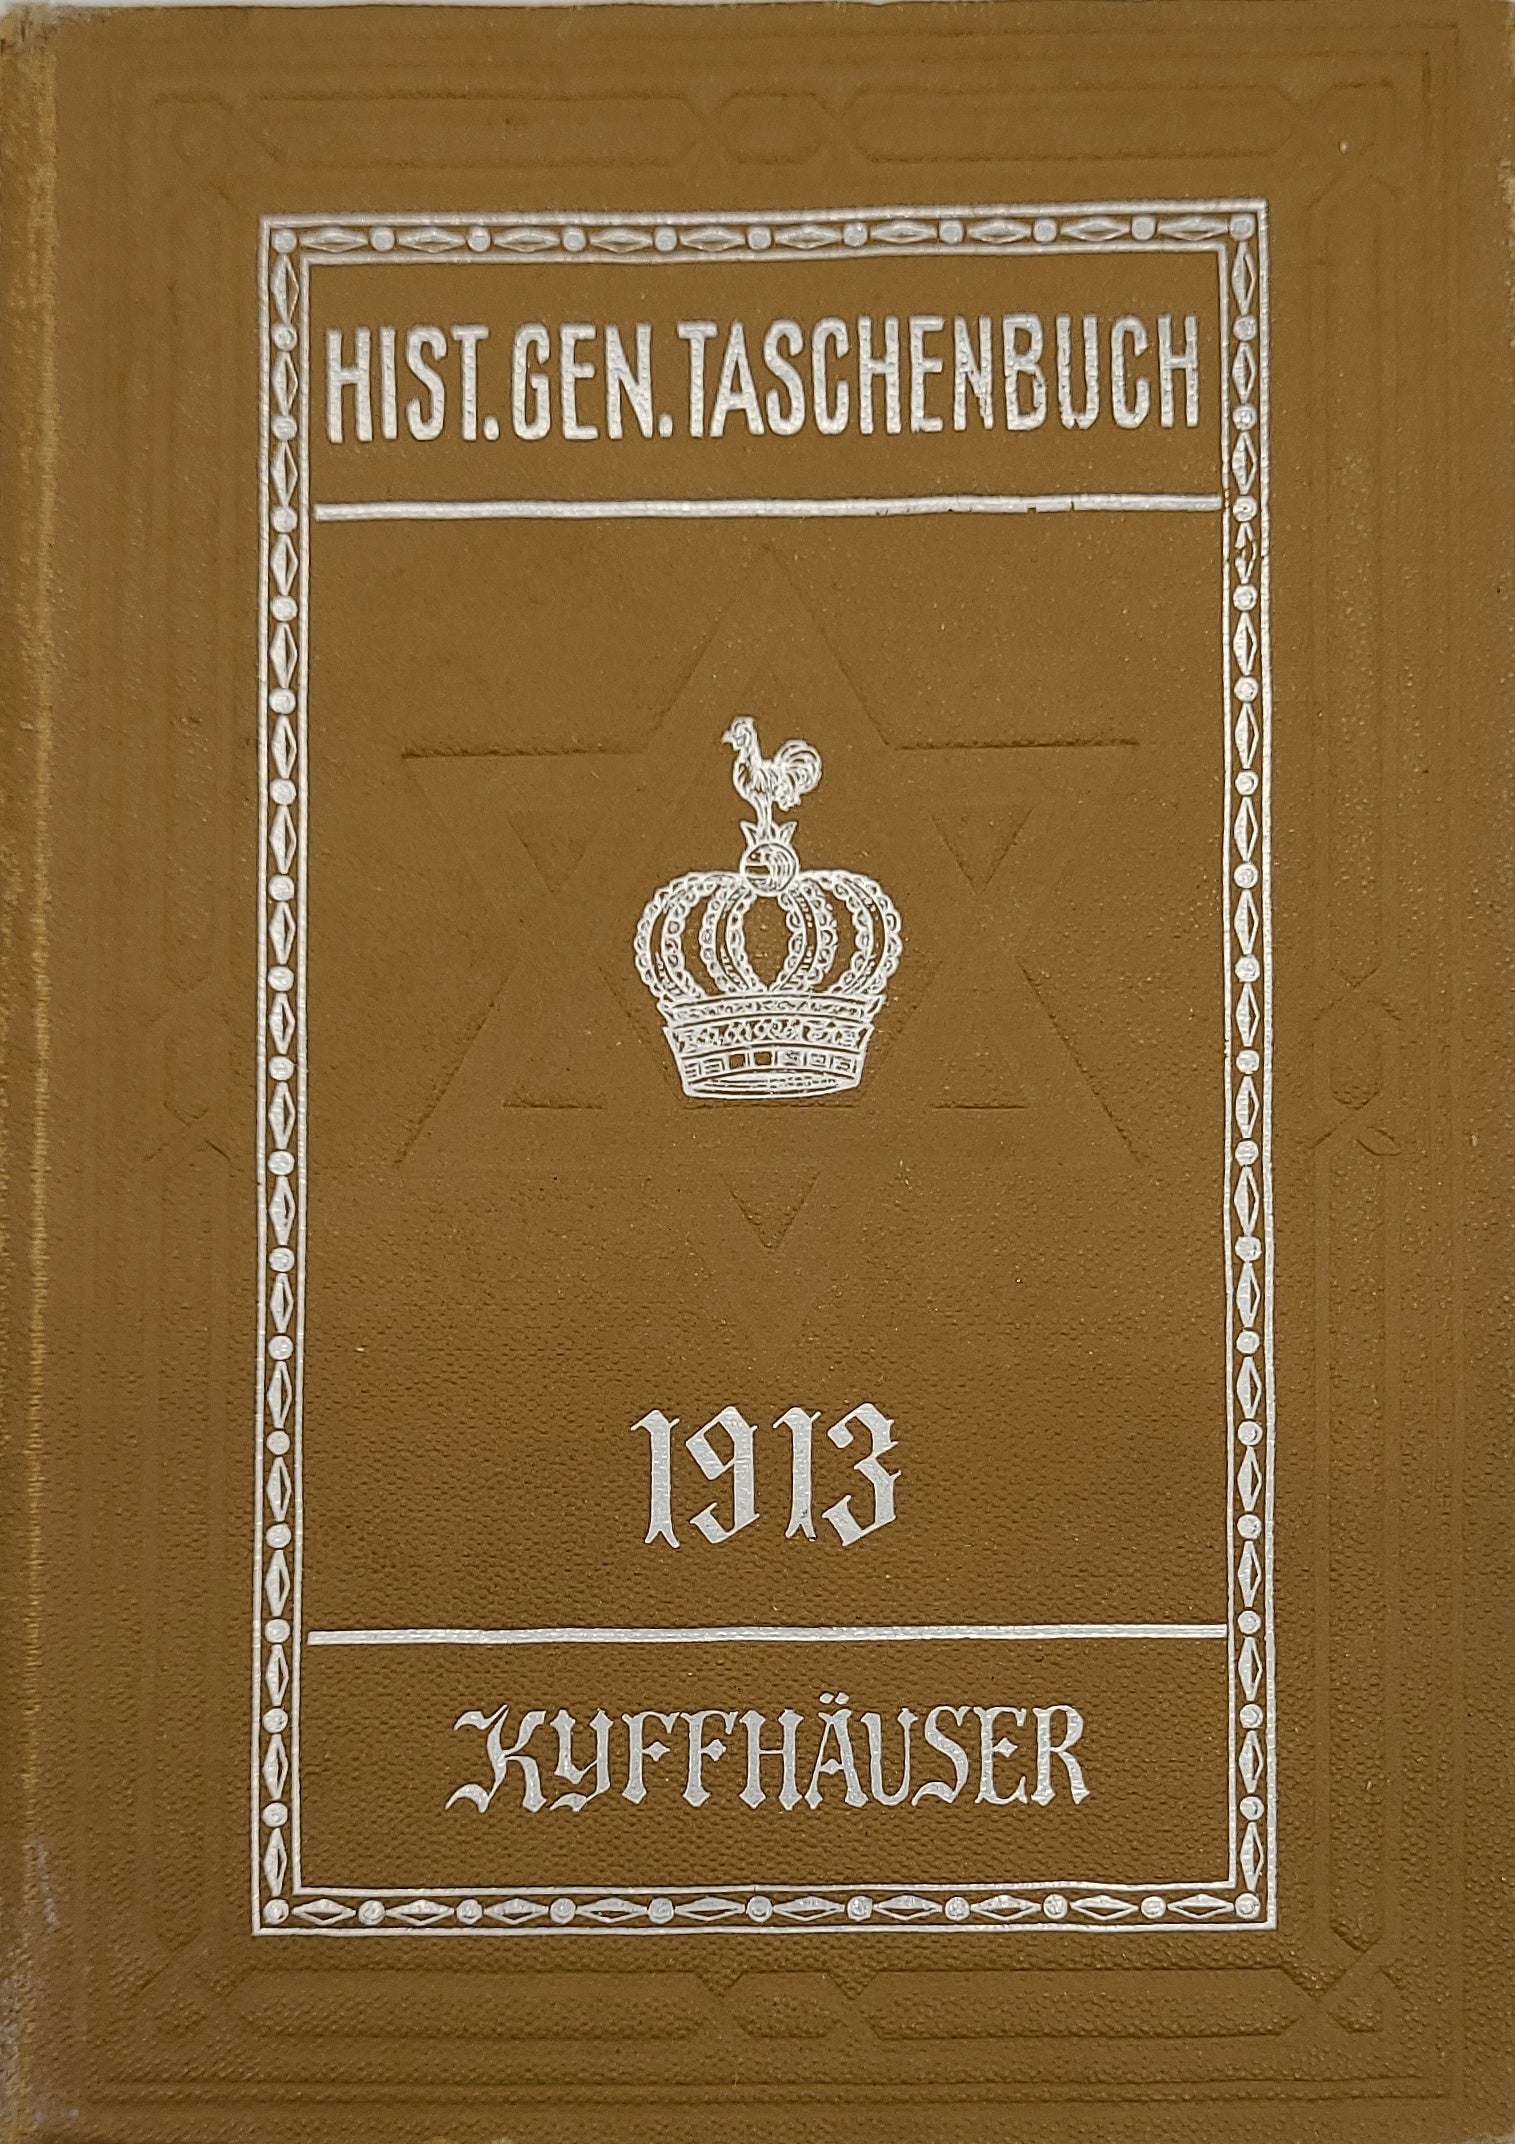 HIST. GEN. TASCHENBUCH
1913
KYFFHÄUSER